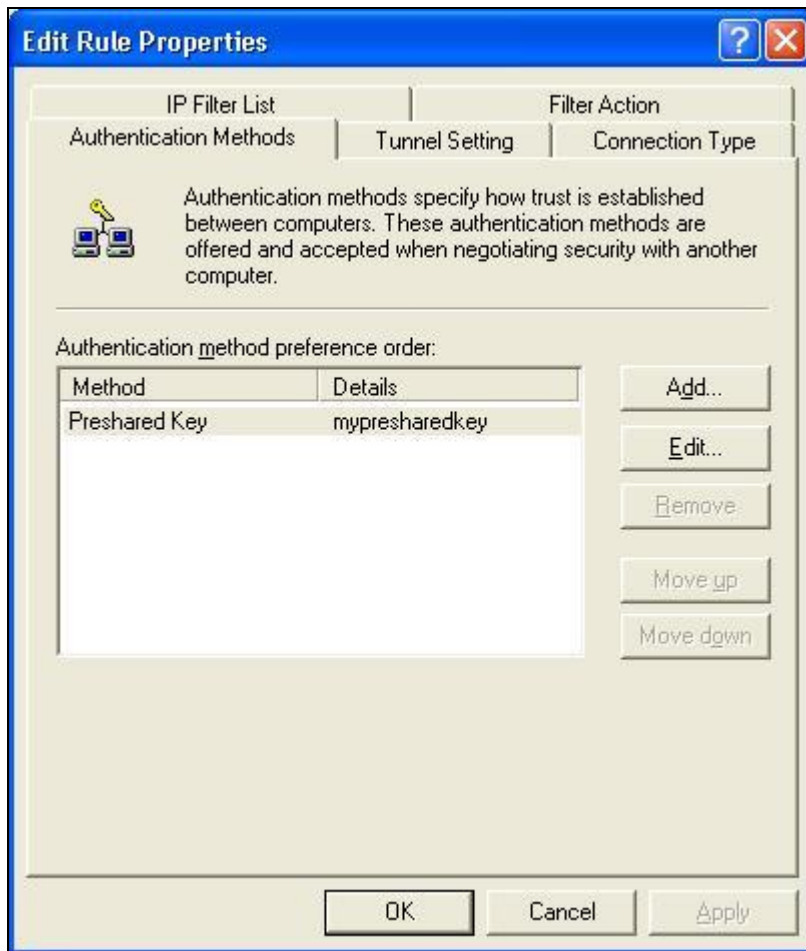 Edit Rule Properties
IP Filter List Filter Action
Authentication Methods Tunnel Setting Connection Type
Authentication methods specify how trust is established
between computers. These authentication methods are
offered and accepted when negotiating security with another
computer.
Authentication method preference order:
Method Details
Preshared Key mypresharedkey
Add...
Edit...
Remove
Move up
Move down
OK Cancel Apply